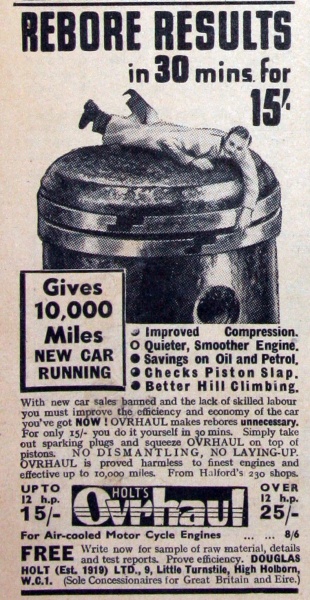 REBORE RESULTS
in 30 mins. for
15/-
Gives
10,000
Miles
NEW CAR
RUNNING
Improved Compression.
Quieter, Smoother Engine.
Savings on Oil and Petrol.
Checks Piston Slap.
Better Hill Climbing.
With new car sales banned and the lack of skilled labour
you must improve the efficiency and economy of the car
you've got NOW ! OVRHAUL makes rebores unnecessary.
For only 15/- you do it yourself in 30 mins. Simply take
out sparking plugs and squeeze OVRHAUL on top of
pistons. NO DISMANTLING, NO LAYING-UP.
OVRHAUL is proved harmless to finest engines and
effective up to 10,000 miles. From Halford's 230 shops.
UP TO
12 h.p.
15/-
HOLTS
Ovrhaul
OVER
12 h.p.
25/-
For Air-cooled Motor Cycle Engines ... ... 8/6
FREE Write now for sample of raw material, details
and test reports. Prove efficiency. DOUGLAS
HOLT (Est. 1919) LTD., 9, Little Turnstile, High Holborn,
W.C.1. (Sole Concessionaires for Great Britain and Eire.)